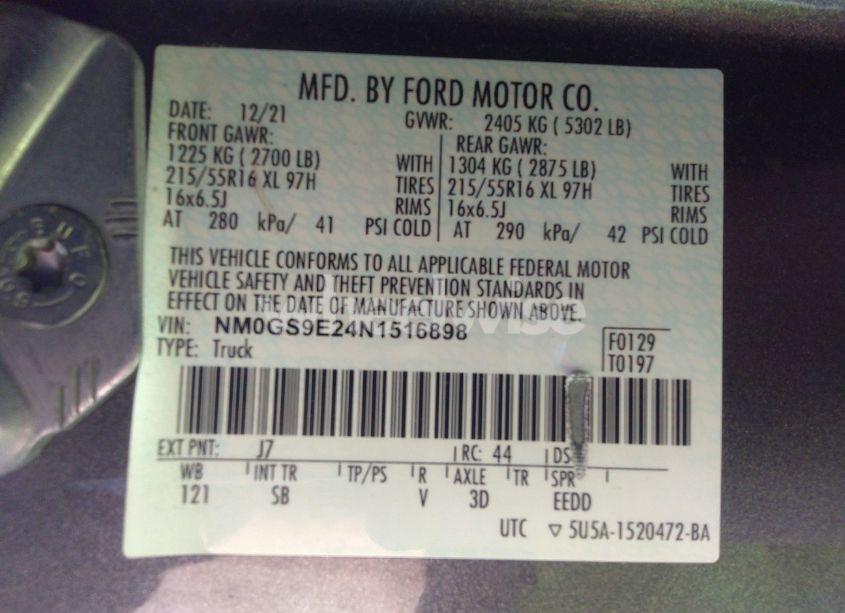 MFD. BY FORD MOTOR CO.
DATE: 12/21 GVWR: 2405 KG ( 5302 LB)
FRONT GAWR: REAR GAWR:
1225 KG ( 2700 LB) WITH 1304 KG ( 2875 LB) WITH
215/55R16 XL 97H TIRES 215/55R16 XL 97H TIRES
16x6.5J RIMS 16x6.5J RIMS
AT 280 kPa/ 41 PSI COLD AT 290 kPa/ 42 PSI COLD
THIS VEHICLE CONFORMS TO ALL APPLICABLE FEDERAL MOTOR
VEHICLE SAFETY AND THEFT PREVENTION STANDARDS IN
EFFECT ON THE DATE OF MANUFACTURE SHOWN ABOVE.
VIN: NM0GS9E24N1516898 F0129
TYPE: Truck T0197
EXT PNT: J7 RC: 44 DS
WB INT TR TP/PS R AXLE TR SPR
121 SB V 3D EEDD
UTC ▽ 5U5A-1520472-BA